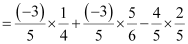 = (-3)/5 × 1/4 + (-3)/5 × 5/6 - 4/5 × 2/5